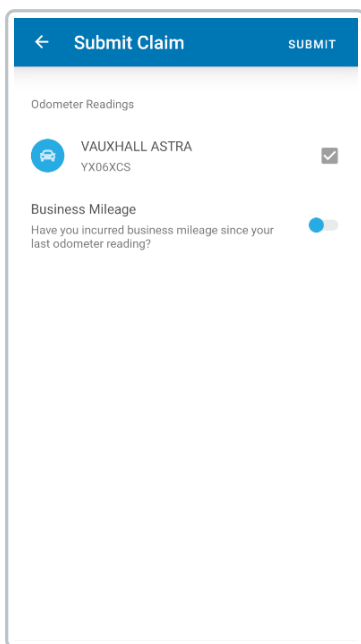 Submit Claim
SUBMIT
Odometer Readings
VAUXHALL ASTRA
YX06XCS
Business Mileage
Have you incurred business mileage since your
last odometer reading?